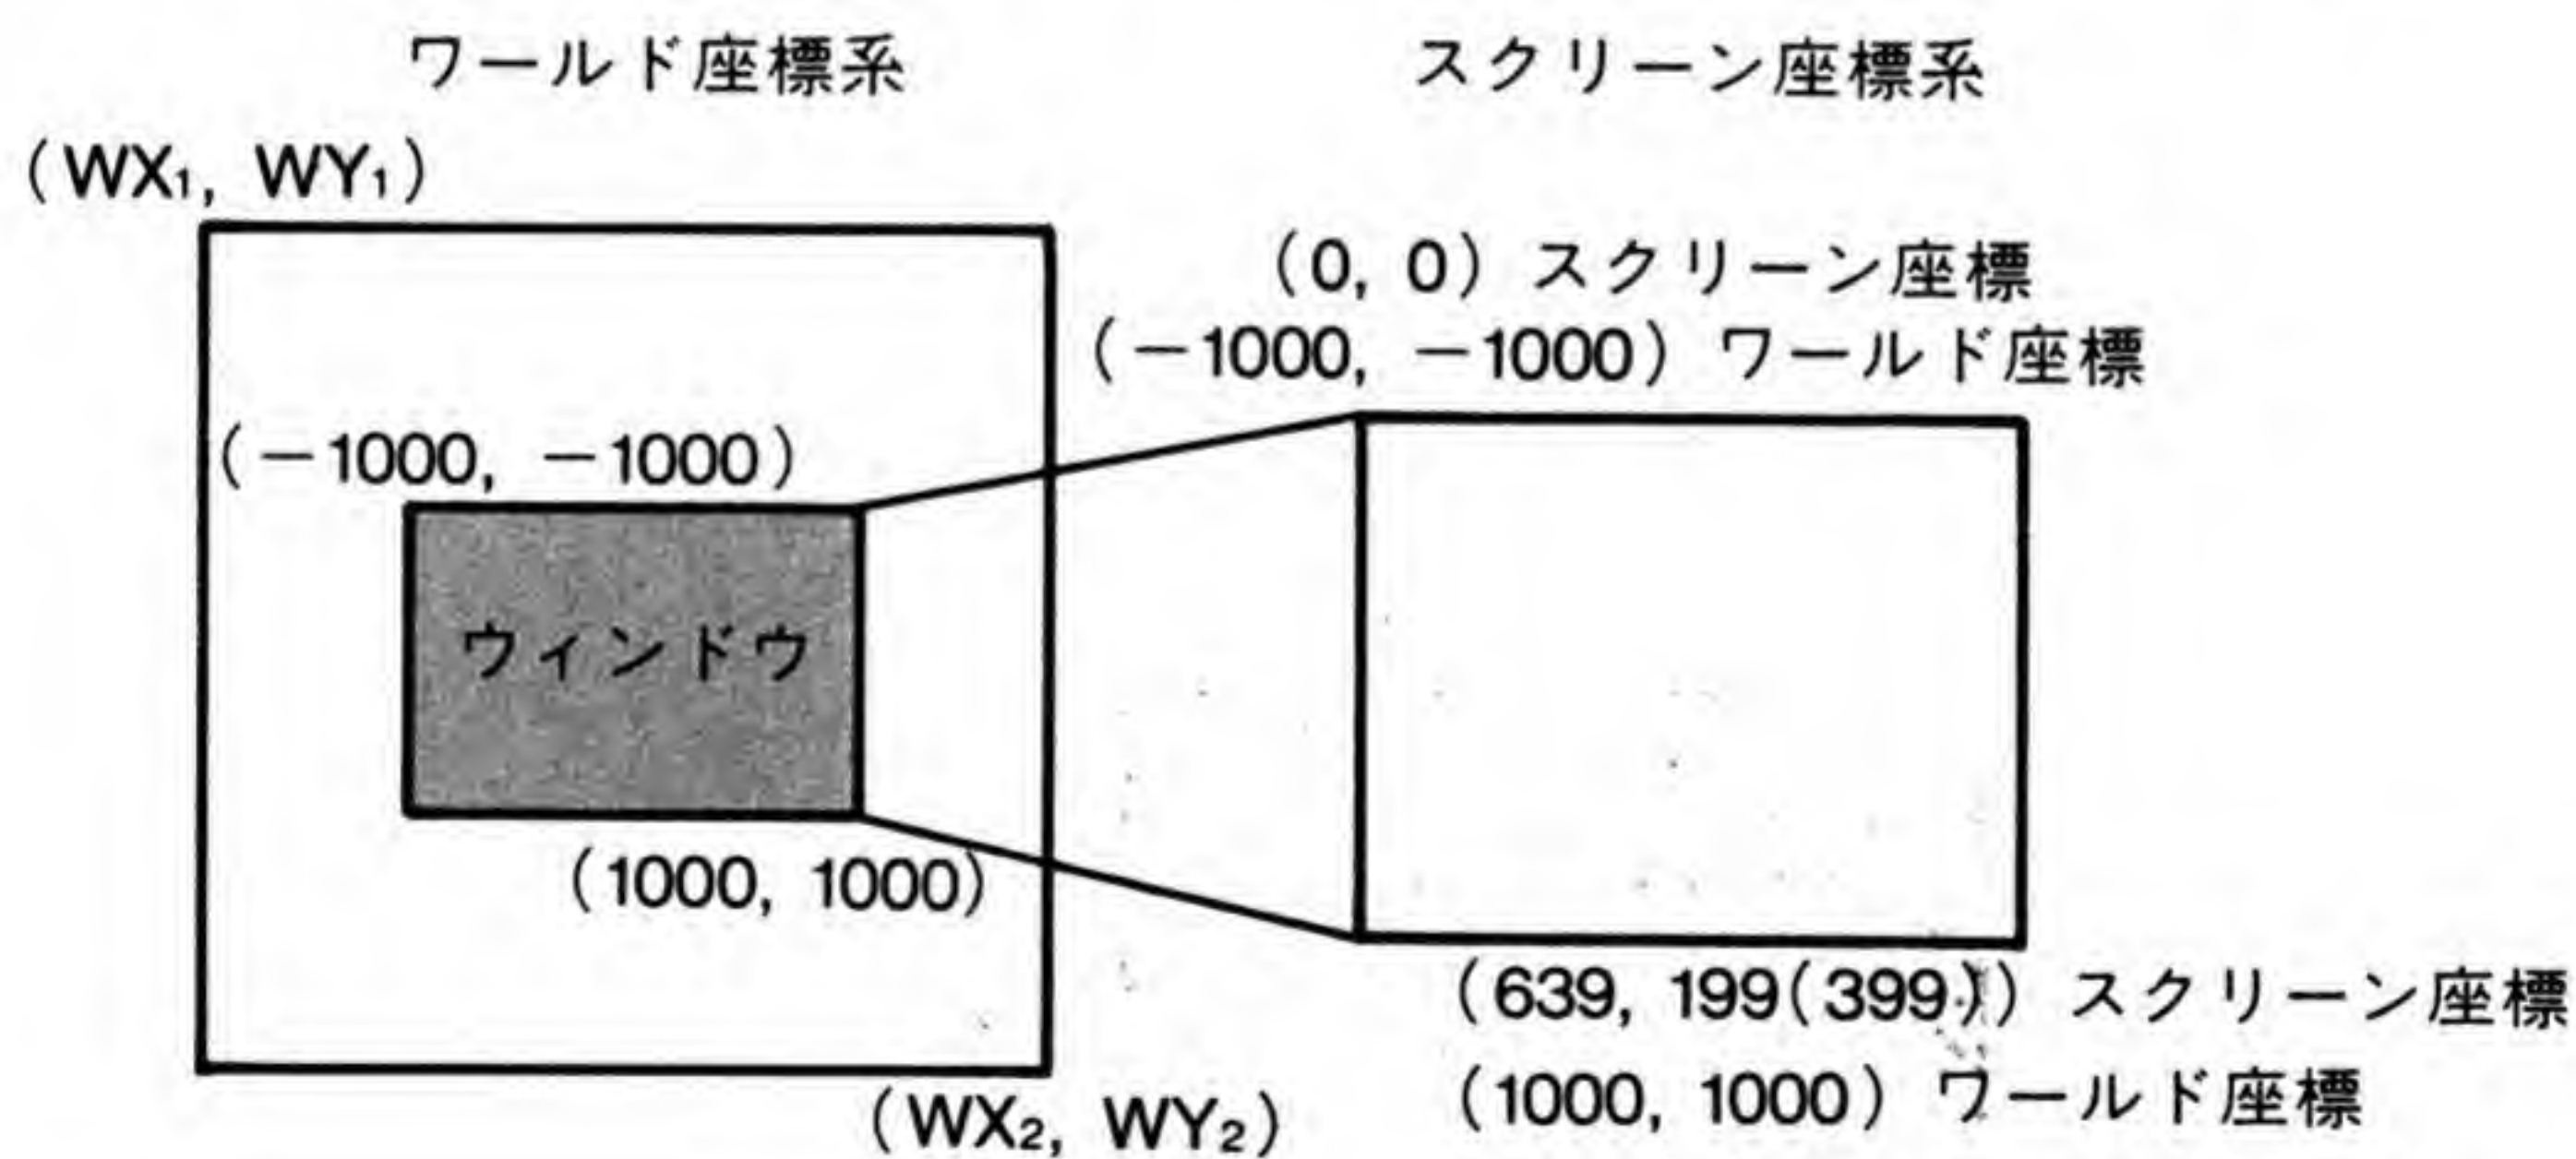 ワールド座標系
スクリーン座標系
(WX₁, WY₁)
(0, 0) スクリーン座標
(−1000, −1000) ワールド座標
(−1000, −1000)
ウィンドウ
(1000, 1000)
(639, 199(399)) スクリーン座標
(1000, 1000) ワールド座標
(WX₂, WY₂)